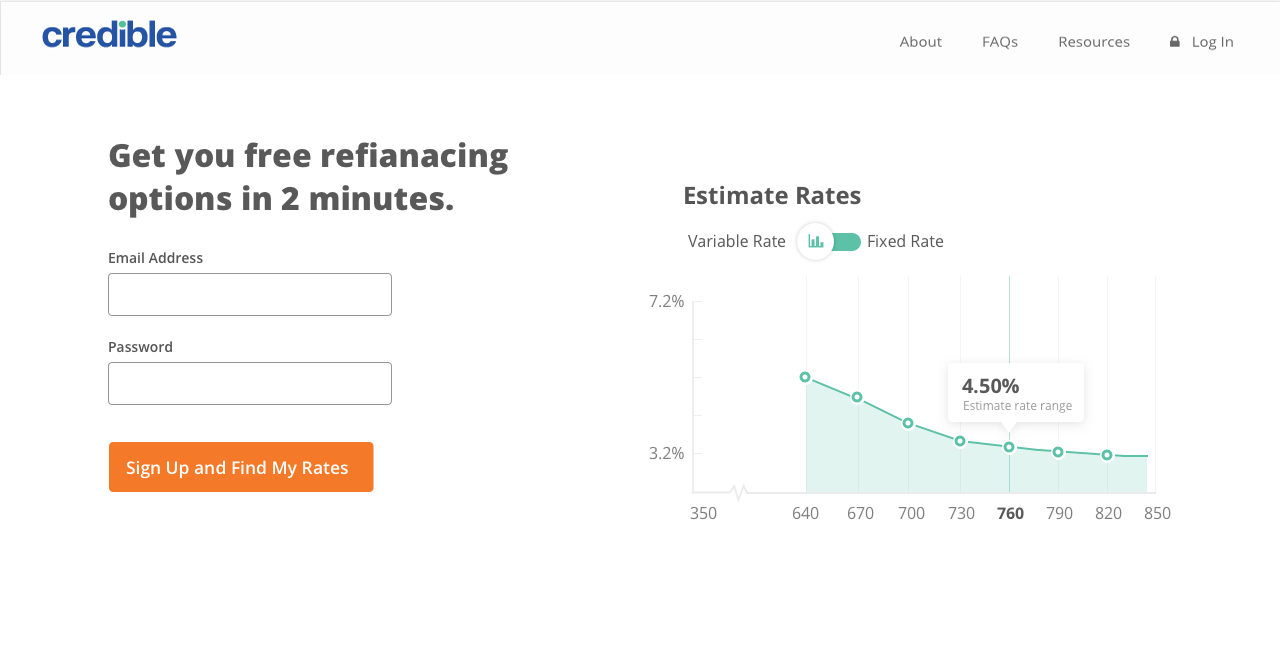 credible
About FAQs Resources Log In
Get you free refianacing
options in 2 minutes.
Email Address
Password
Sign Up and Find My Rates
Estimate Rates
Variable Rate Fixed Rate
7.2%
4.50%
Estimate rate range
3.2%
350 640 670 700 730 760 790 820 850